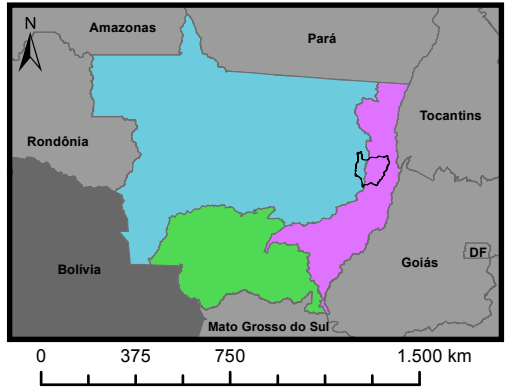 N
Amazonas
Pará
Tocantins
Rondônia
Bolívia
Goiás
DF
Mato Grosso do Sul
0 375 750 1.500 km